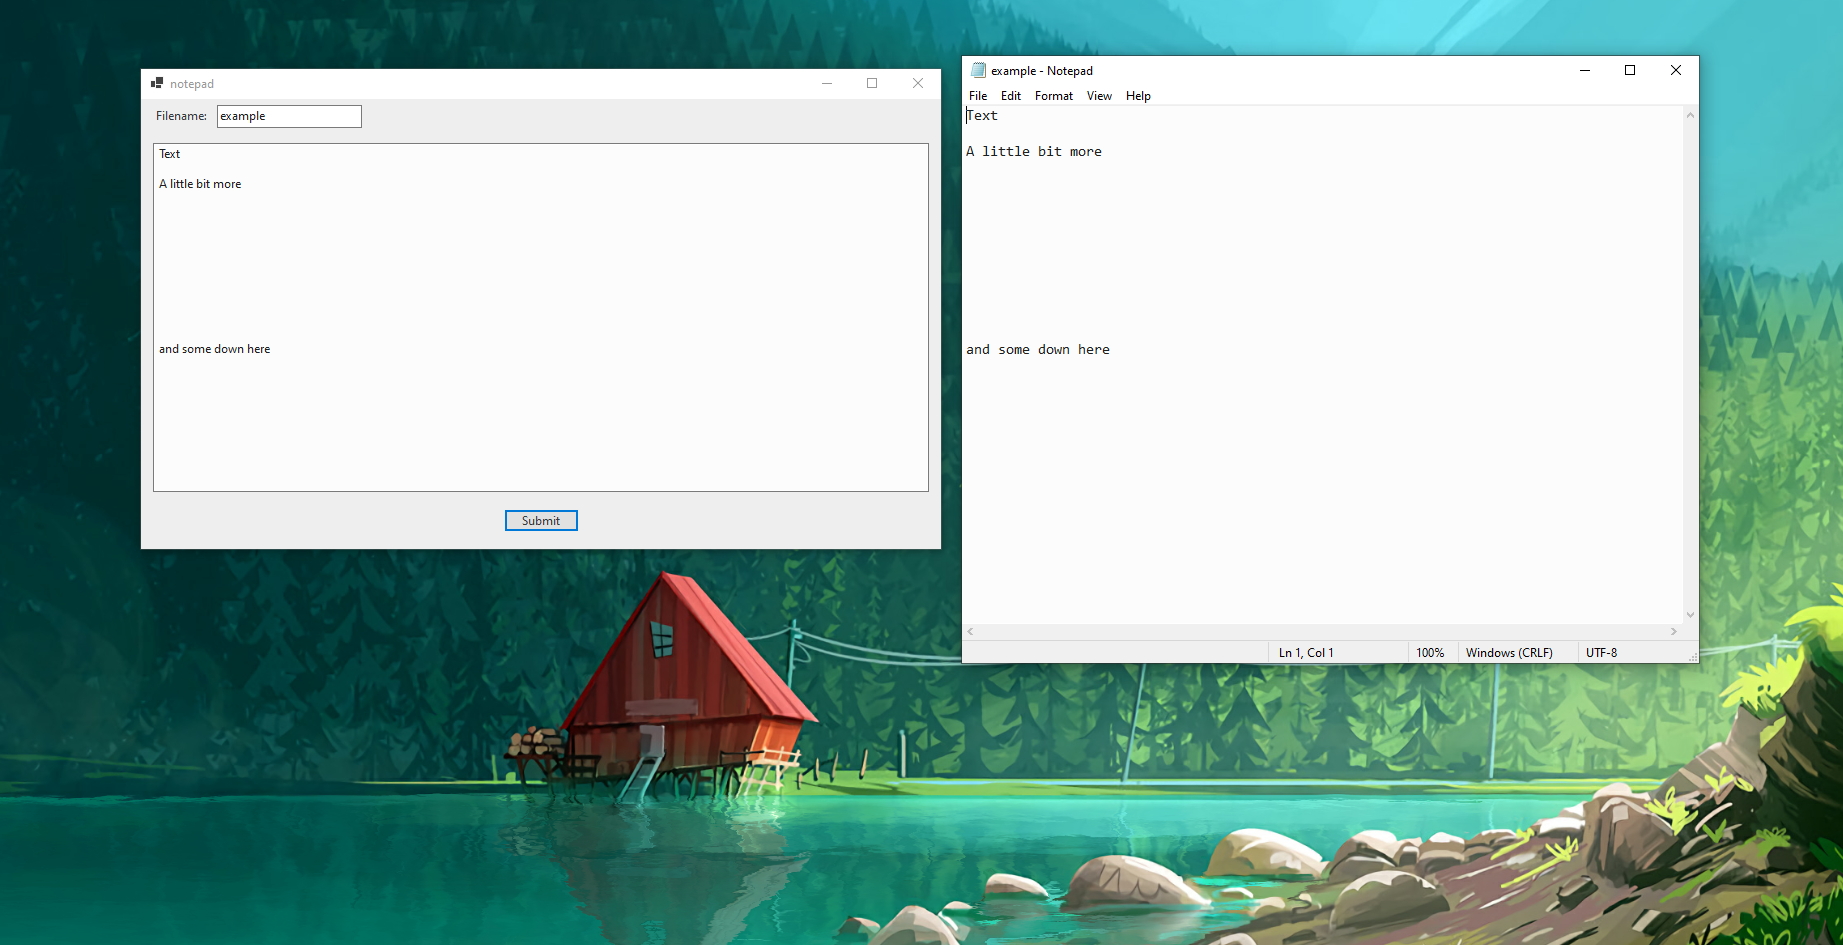 notepad
Filename: example
Text
A little bit more
and some down here
Submit
example - Notepad
File Edit Format View Help
Text
A little bit more
and some down here
Ln 1, Col 1 100% Windows (CRLF) UTF-8